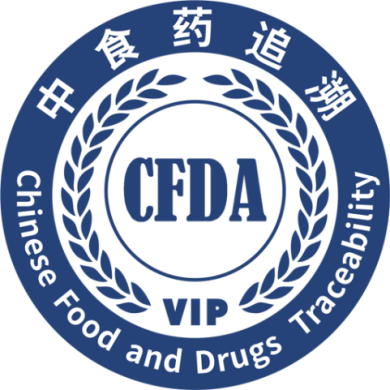 中食药追溯
CFDA
VIP
Chinese Food and Drugs Traceability